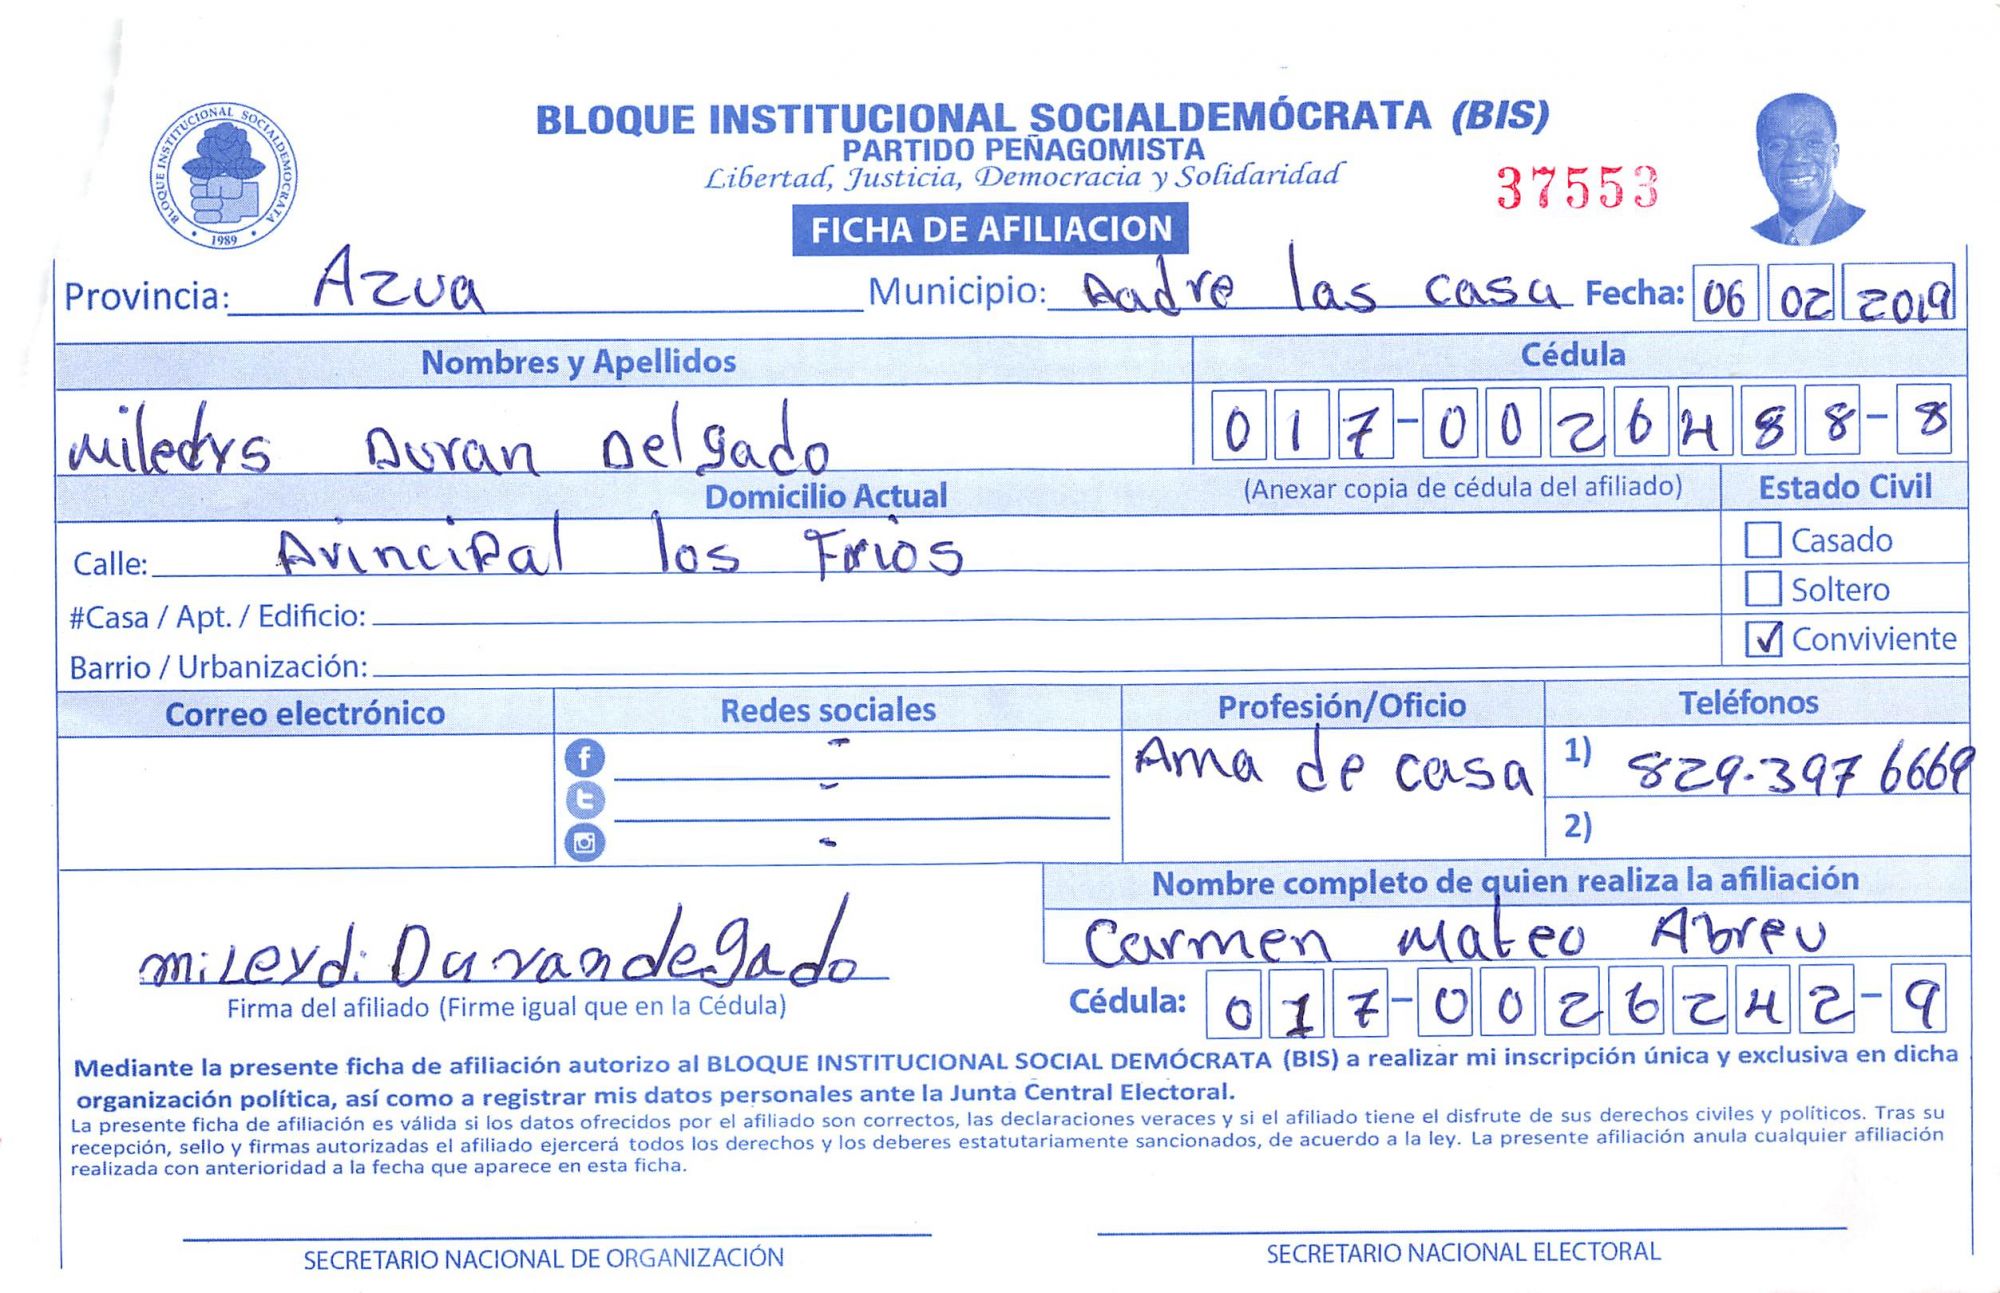 BLOQUE INSTITUCIONAL SOCIALDEMÓCRATA (BIS)
PARTIDO PEÑAGOMISTA
Libertad, Justicia, Democracia y Solidaridad
37553
FICHA DE AFILIACION
BLOQUE INSTITUCIONAL SOCIALDEMOCRATA
• 1989 •
Provincia: Azua Municipio: Padre las casa Fecha: 06 02 2019
Nombres y Apellidos Cédula
Miledys Duran Delgado 017-0026488-8
Domicilio Actual (Anexar copia de cédula del afiliado) Estado Civil
Calle: Principal los Frios Casado
Soltero
#Casa / Apt. / Edificio:
✓ Conviviente
Barrio / Urbanización:
Correo electrónico Redes sociales Profesión/Oficio Teléfonos
f - Ama de casa 1) 829-397 6669
-
2)
-
Nombre completo de quien realiza la afiliación
Carmen Mateo Abreu
mileydi Duran degado
Firma del afiliado (Firme igual que en la Cédula) Cédula: 017-0026242-9
Mediante la presente ficha de afiliación autorizo al BLOQUE INSTITUCIONAL SOCIAL DEMÓCRATA (BIS) a realizar mi inscripción única y exclusiva en dicha
organización política, así como a registrar mis datos personales ante la Junta Central Electoral.
La presente ficha de afiliación es válida si los datos ofrecidos por el afiliado son correctos, las declaraciones veraces y si el afiliado tiene el disfrute de sus derechos civiles y políticos. Tras su
recepción, sello y firmas autorizadas el afiliado ejercerá todos los derechos y los deberes estatutariamente sancionados, de acuerdo a la ley. La presente afiliación anula cualquier afiliación
realizada con anterioridad a la fecha que aparece en esta ficha.
SECRETARIO NACIONAL DE ORGANIZACIÓN SECRETARIO NACIONAL ELECTORAL